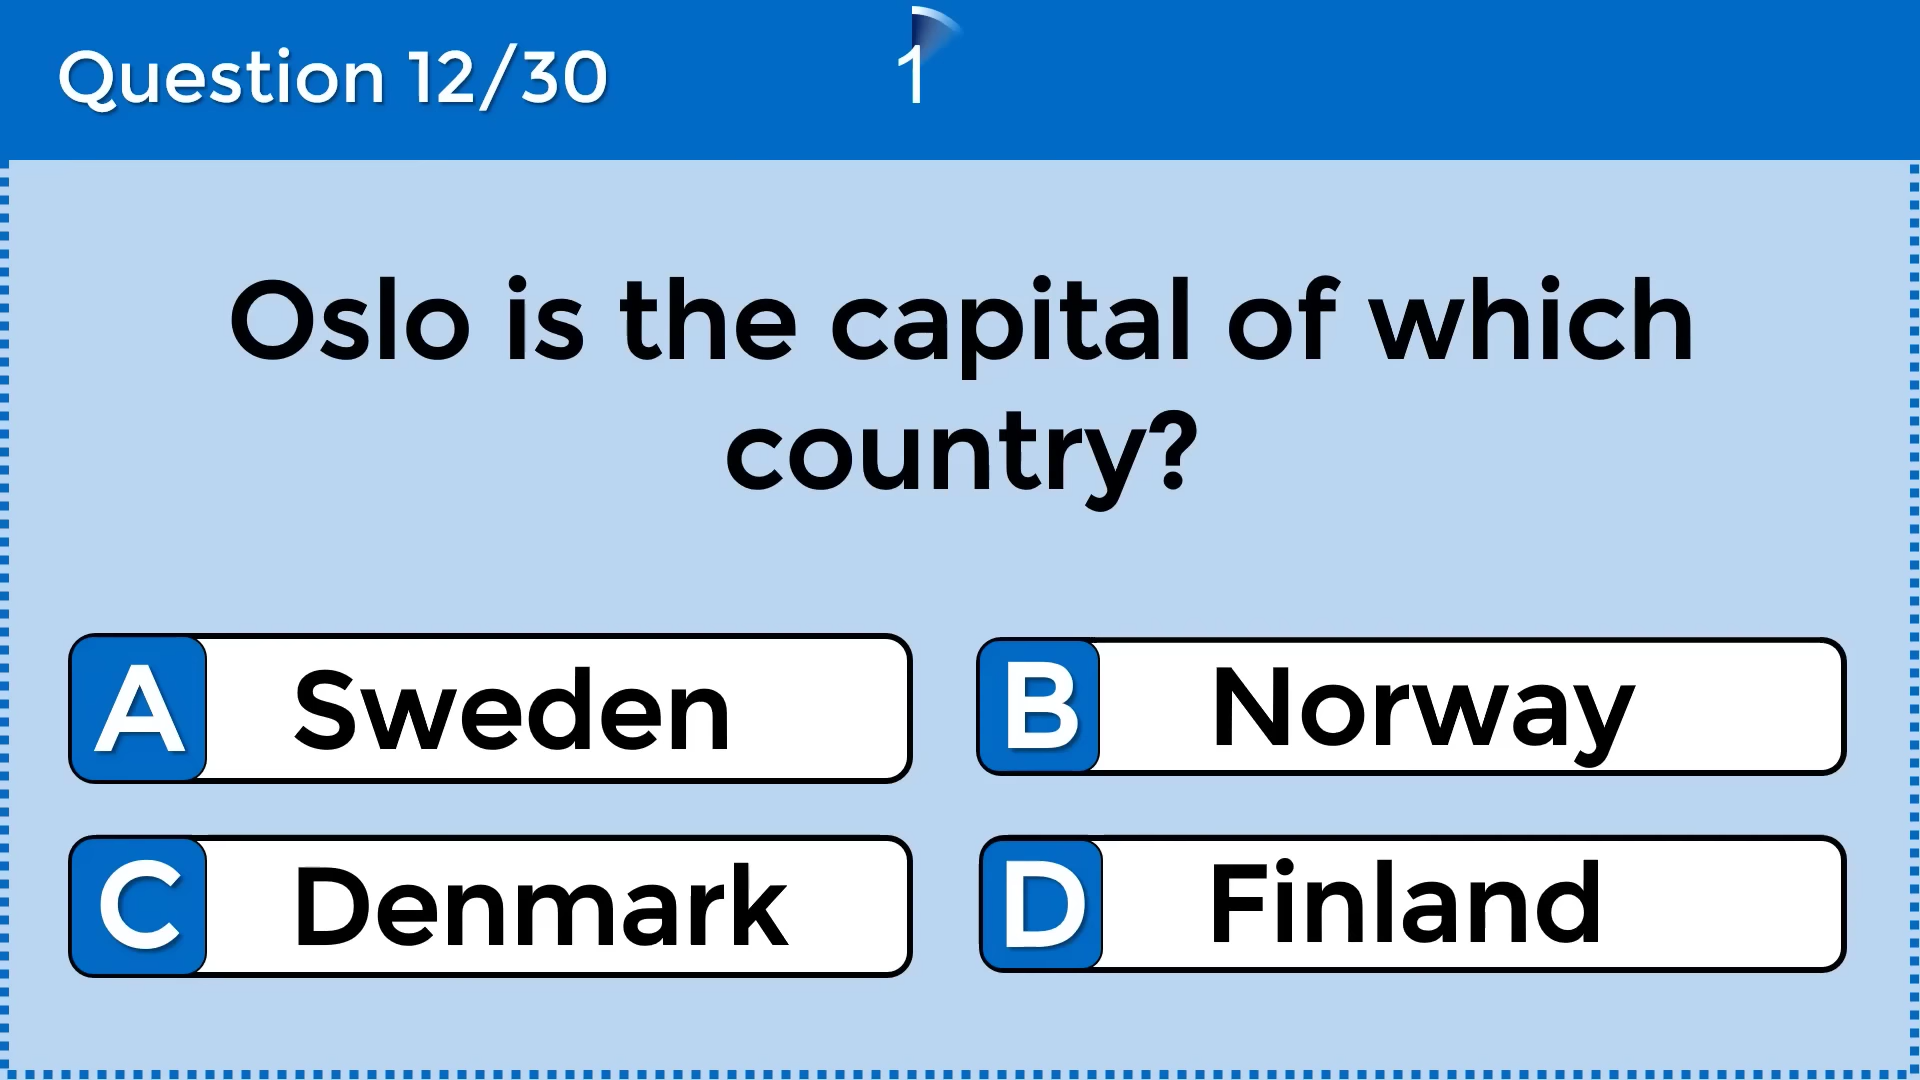 Question 12/30
1
Oslo is the capital of which
country?
A Sweden
B Norway
C Denmark
D Finland